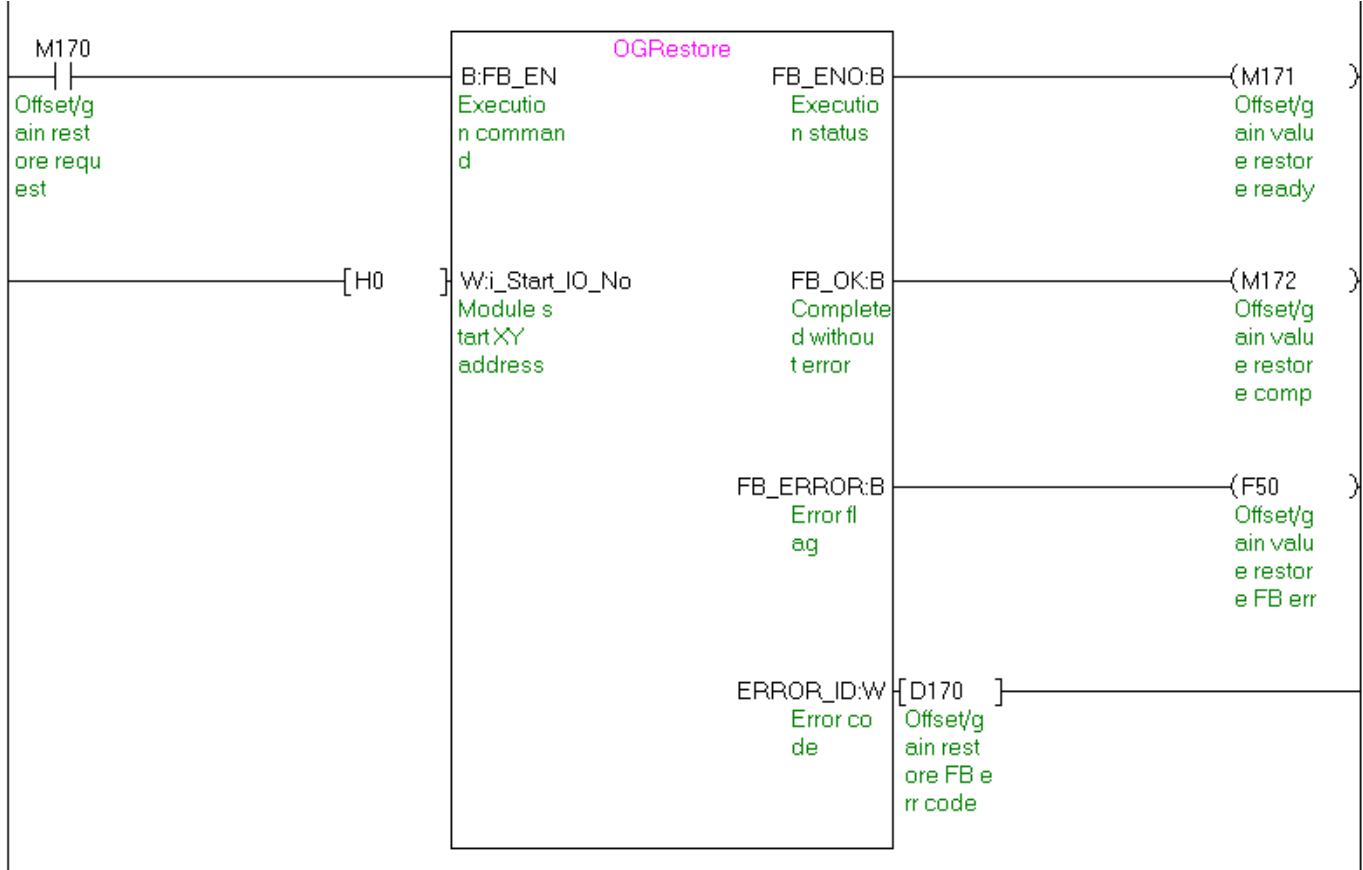 M170
Offset/g
ain rest
ore requ
est
OGRestore
B:FB_EN
Executio
n comman
d
FB_ENO:B
Executio
n status
(M171 )
Offset/g
ain valu
e restor
e ready
[H0 ]
W:i_Start_IO_No
Module s
tart XY
address
FB_OK:B
Complete
d withou
t error
(M172 )
Offset/g
ain valu
e restor
e comp
FB_ERROR:B
Error fl
ag
(F50 )
Offset/g
ain valu
e restor
e FB err
ERROR_ID:W
Error co
de
[D170 ]
Offset/g
ain rest
ore FB e
rr code